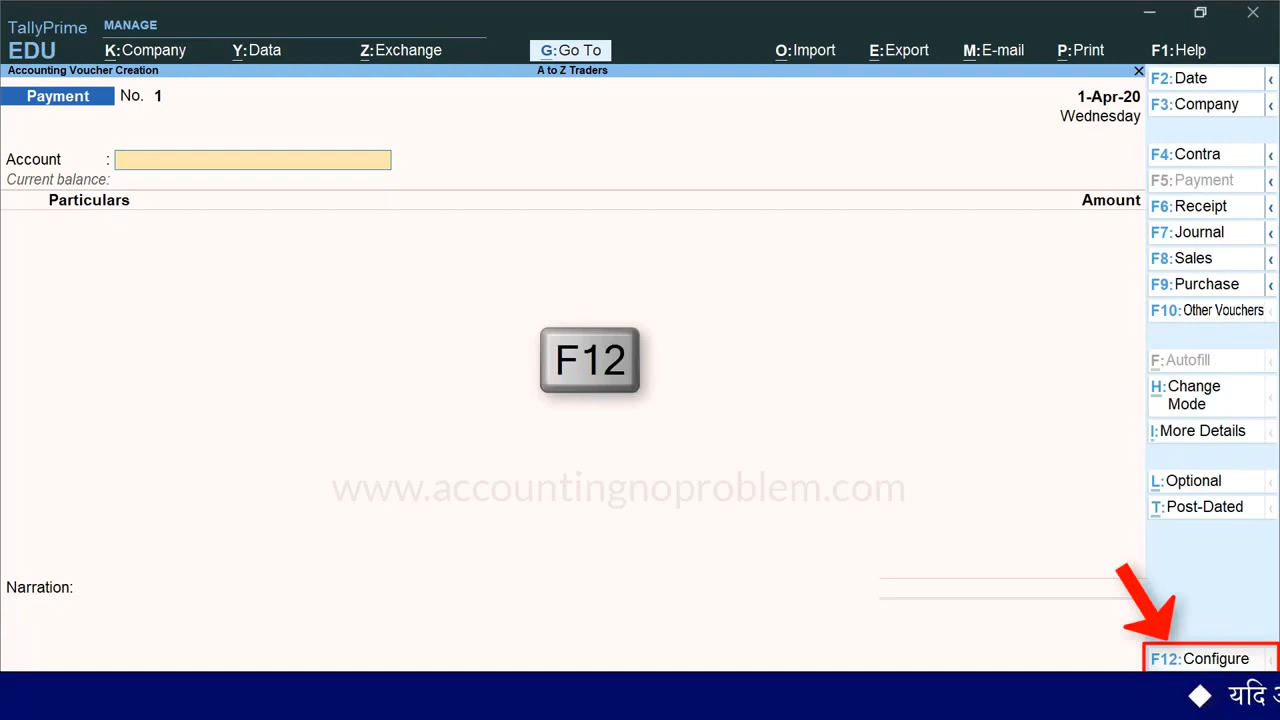 TallyPrime MANAGE
EDU K:Company Y:Data Z:Exchange G:Go To O:Import E:Export M:E-mail P:Print F1:Help
Accounting Voucher Creation A to Z Traders
Payment No. 1 1-Apr-20
Wednesday
Account :
Current balance:
Particulars Amount
F12
www.accountingnoproblem.com
Narration:
F2:Date
F3:Company
F4:Contra
F5:Payment
F6:Receipt
F7:Journal
F8:Sales
F9:Purchase
F10:Other Vouchers
F:Autofill
H:Change
Mode
I:More Details
L:Optional
T:Post-Dated
F12:Configure
यदि